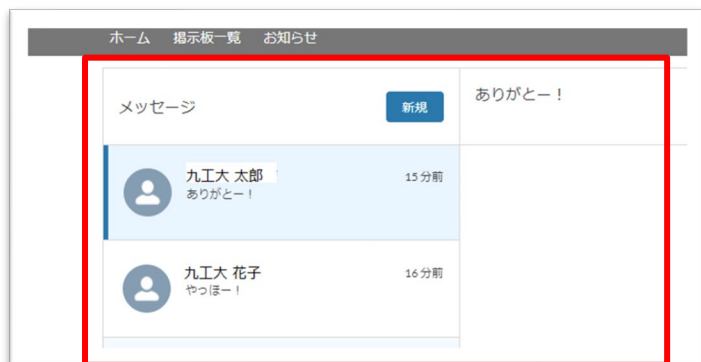 ホーム 掲示板一覧 お知らせ
メッセージ 新規 ありがとー！
九工大 太郎 15分前
ありがとー！
九工大 花子 16分前
やっほー！